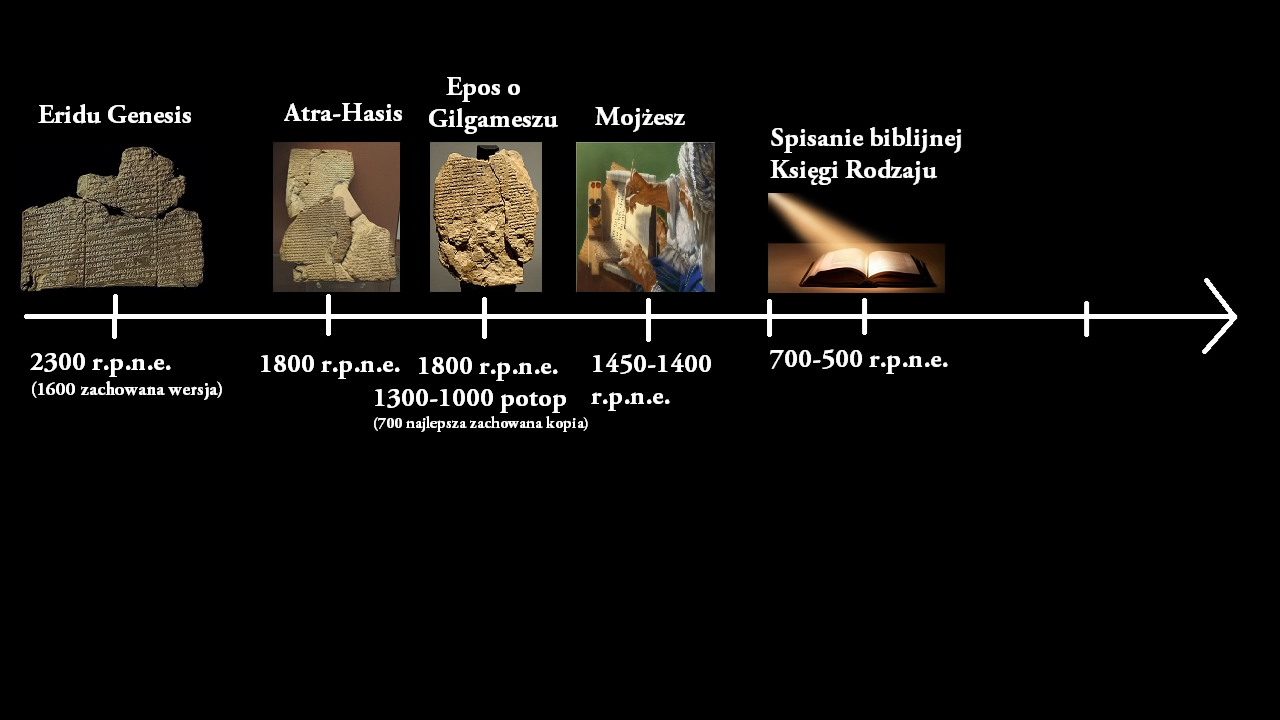 Eridu Genesis
Atra-Hasis
Epos o
Gilgameszu
Mojżesz
Spisanie biblijnej
Księgi Rodzaju
2300 r.p.n.e.
(1600 zachowana wersja)
1800 r.p.n.e.
1800 r.p.n.e.
1300-1000 potop
(700 najlepsza zachowana kopia)
1450-1400
r.p.n.e.
700-500 r.p.n.e.